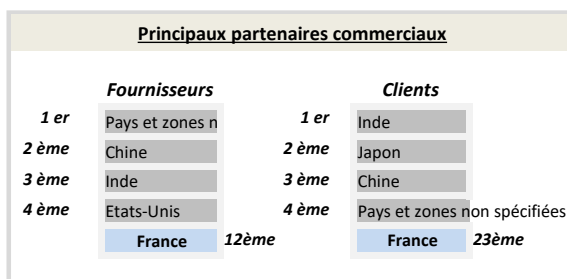 Principaux partenaires commerciaux
Fournisseurs Clients
1 er Pays et zones n 1 er Inde
2 ème Chine 2 ème Japon
3 ème Inde 3 ème Chine
4 ème Etats-Unis 4 ème Pays et zones non spécifiées
France 12ème France 23ème